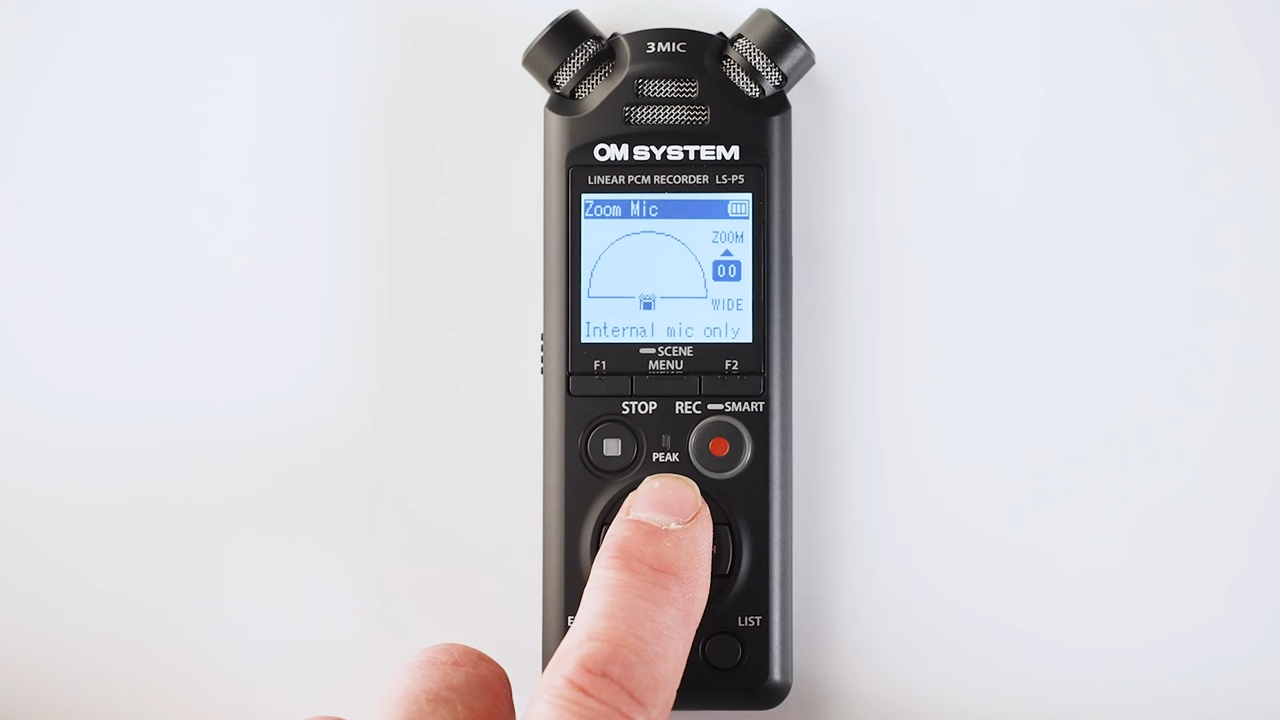 3MIC
OM SYSTEM
LINEAR PCM RECORDER LS-P5
Zoom Mic
ZOOM
00
WIDE
Internal mic only
SCENE
F1 MENU F2
STOP REC SMART
PEAK
LIST